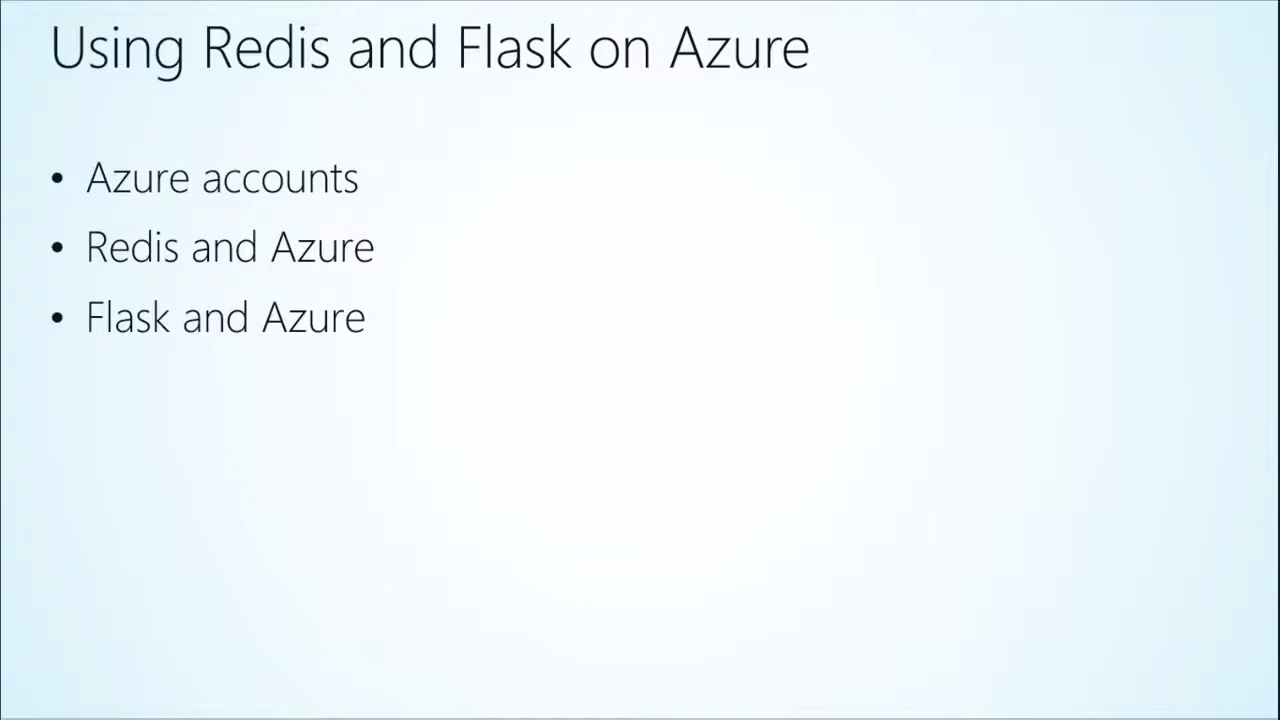 Using Redis and Flask on Azure
• Azure accounts
• Redis and Azure
• Flask and Azure